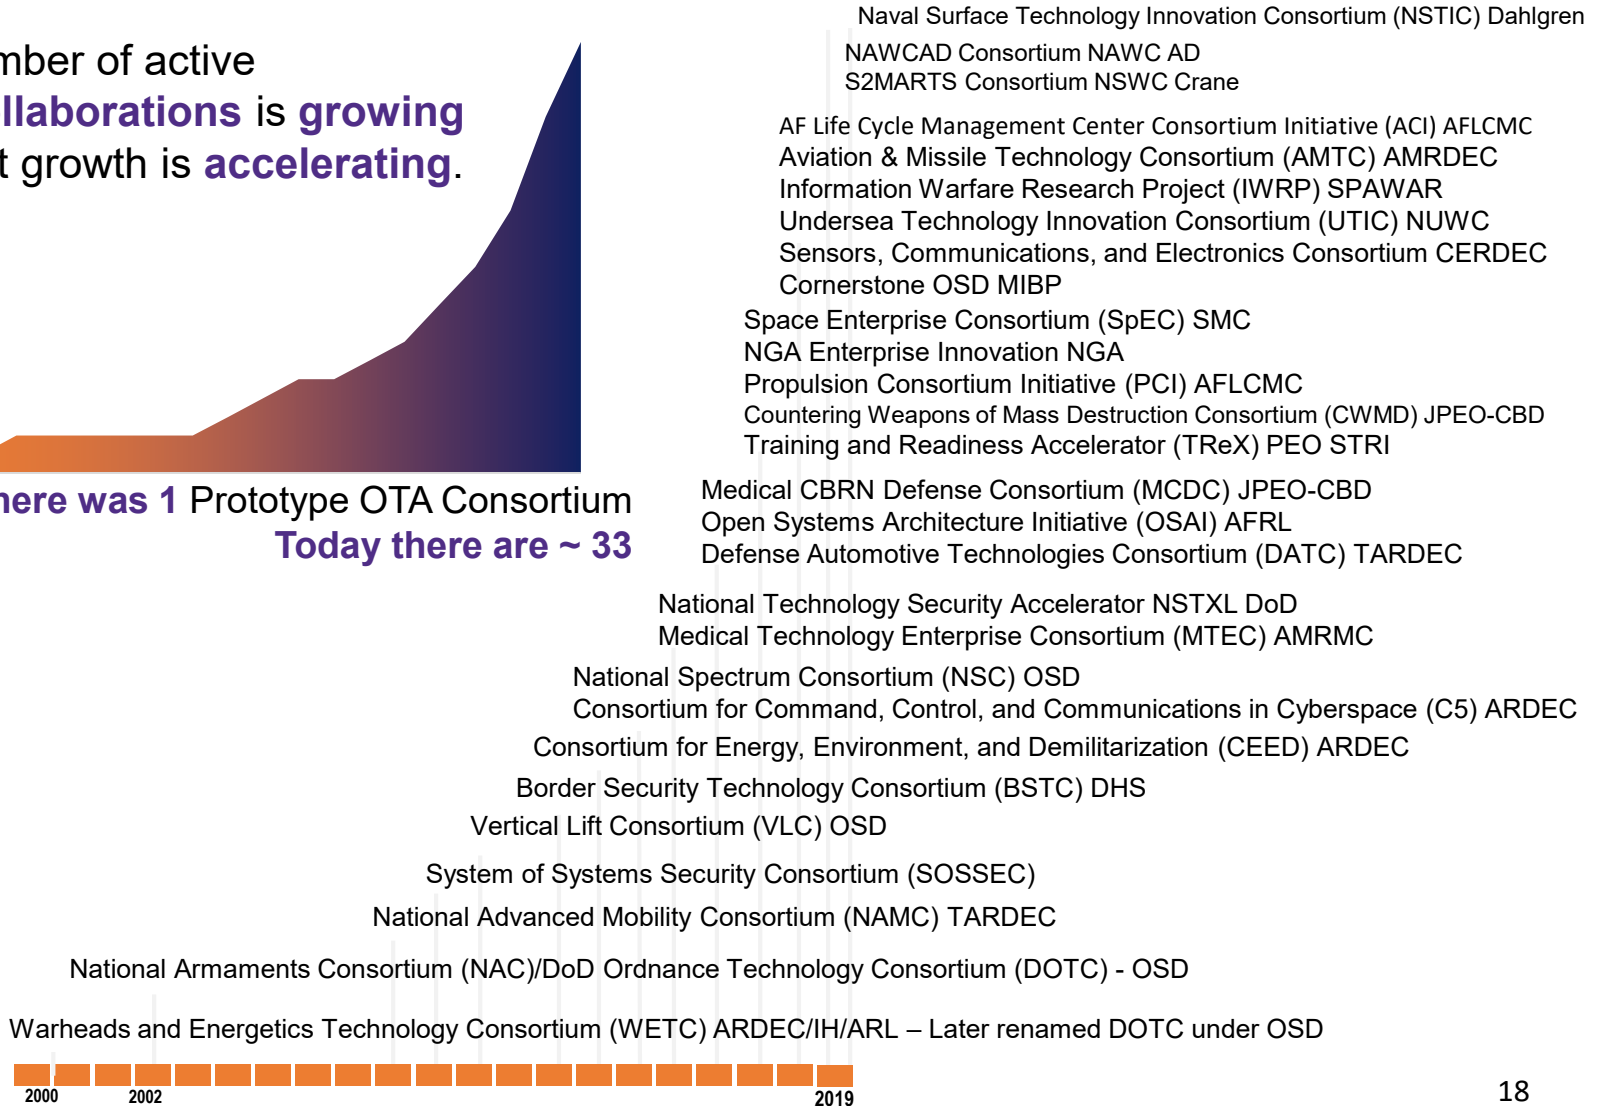 Naval Surface Technology Innovation Consortium (NSTIC) Dahlgren
NAWCAD Consortium NAWC AD
S2MARTS Consortium NSWC Crane
mber of active
llaborations is growing
t growth is accelerating.
AF Life Cycle Management Center Consortium Initiative (ACI) AFLCMC
Aviation & Missile Technology Consortium (AMTC) AMRDEC
Information Warfare Research Project (IWRP) SPAWAR
Undersea Technology Innovation Consortium (UTIC) NUWC
Sensors, Communications, and Electronics Consortium CERDEC
Cornerstone OSD MIBP
Space Enterprise Consortium (SpEC) SMC
NGA Enterprise Innovation NGA
Propulsion Consortium Initiative (PCI) AFLCMC
Countering Weapons of Mass Destruction Consortium (CWMD) JPEO-CBD
Training and Readiness Accelerator (TReX) PEO STRI
here was 1 Prototype OTA Consortium
Today there are ~ 33
Medical CBRN Defense Consortium (MCDC) JPEO-CBD
Open Systems Architecture Initiative (OSAI) AFRL
Defense Automotive Technologies Consortium (DATC) TARDEC
National Technology Security Accelerator NSTXL DoD
Medical Technology Enterprise Consortium (MTEC) AMRMC
National Spectrum Consortium (NSC) OSD
Consortium for Command, Control, and Communications in Cyberspace (C5) ARDEC
Consortium for Energy, Environment, and Demilitarization (CEED) ARDEC
Border Security Technology Consortium (BSTC) DHS
Vertical Lift Consortium (VLC) OSD
System of Systems Security Consortium (SOSSEC)
National Advanced Mobility Consortium (NAMC) TARDEC
National Armaments Consortium (NAC)/DoD Ordnance Technology Consortium (DOTC) - OSD
Warheads and Energetics Technology Consortium (WETC) ARDEC/IH/ARL – Later renamed DOTC under OSD
2000 2002 2019
18